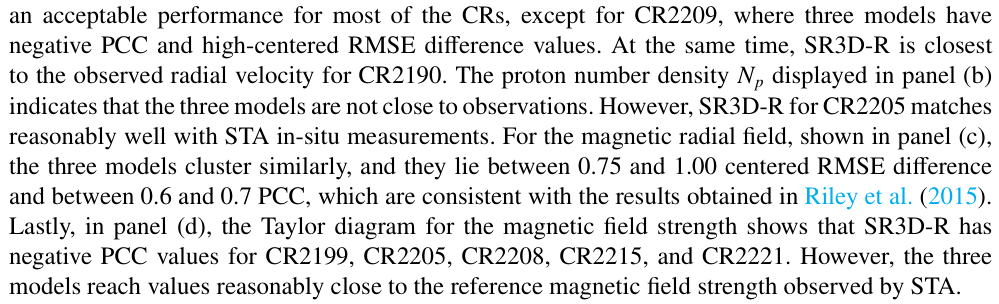 an acceptable performance for most of the CRs, except for CR2209, where three models have
negative PCC and high-centered RMSE difference values. At the same time, SR3D-R is closest
to the observed radial velocity for CR2190. The proton number density Np displayed in panel (b)
indicates that the three models are not close to observations. However, SR3D-R for CR2205 matches
reasonably well with STA in-situ measurements. For the magnetic radial field, shown in panel (c),
the three models cluster similarly, and they lie between 0.75 and 1.00 centered RMSE difference
and between 0.6 and 0.7 PCC, which are consistent with the results obtained in Riley et al. (2015).
Lastly, in panel (d), the Taylor diagram for the magnetic field strength shows that SR3D-R has
negative PCC values for CR2199, CR2205, CR2208, CR2215, and CR2221. However, the three
models reach values reasonably close to the reference magnetic field strength observed by STA.